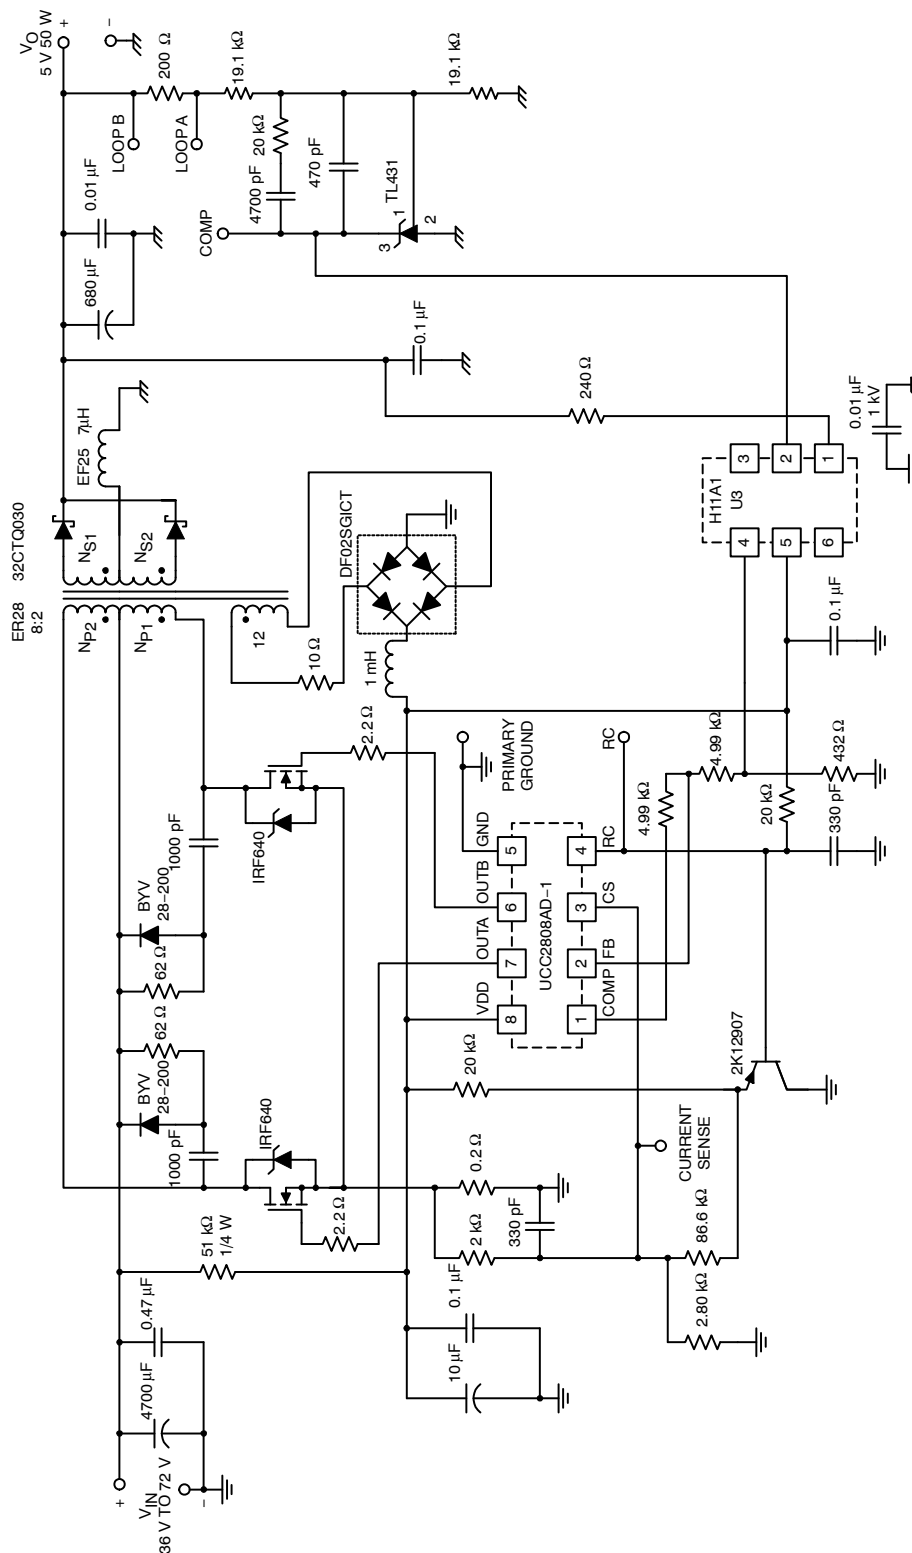 VIN
36 V TO 72 V
+
−
4700 µF
0.47 µF
51 kΩ
1/4 W
1000 pF
BYV
28−200
62 Ω
62 Ω
BYV
28−200
1000 pF
IRF640
IRF640
2.2 Ω
2.2 Ω
ER28
8:2
32CTQ030
NP2
NP1
NS1
NS2
12
EF25 7µH
10 Ω
DF02SGICT
1 mH
680 µF
0.01 µF
VO
5 V 50 W
+
−
LOOP B
200 Ω
LOOP A
19.1 kΩ
20 kΩ
4700 pF
470 pF
COMP
TL431
1
2
3
19.1 kΩ
0.1 µF
240 Ω
10 µF
0.1 µF
2 kΩ
0.2 Ω
330 pF
2.80 kΩ
86.6 kΩ
CURRENT
SENSE
20 kΩ
2K12907
VDD
OUTA
OUTB
GND
8
7
6
5
UCC2808AD−1
1
2
3
4
COMP
FB
CS
RC
PRIMARY
GROUND
RC
4.99 kΩ
4.99 kΩ
20 kΩ
330 pF
432 Ω
0.1 µF
H11A1
U3
4
5
6
3
2
1
0.01 µF
1 kV